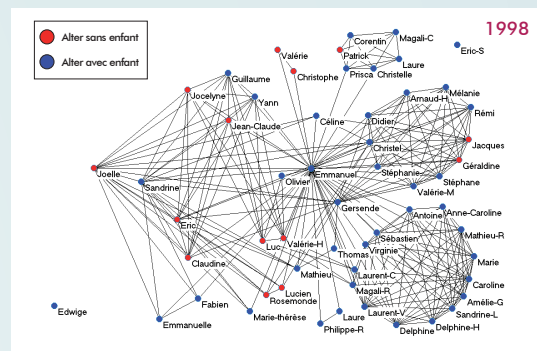 1998
Alter sans enfant
Alter avec enfant
Corentin
Magali-C
Eric-S
Valérie
Patrick
Laure
Christophe
Prisca
Christelle
Guillaume
Mélanie
Jocelyne
Yann
Arnaud-H
Rémi
Jean-Claude
Céline
Didier
Christel
Jacques
Géraline
Joelle
Emmanuel
Stéphanie
Sandrine
Olivier
Stéphane
Valérie-M
Gersende
Antoine
Anne-Caroline
Eric
Sébastien
Mathieu-R
Luc
Valérie-H
Thomas
Virginie
Marie
Claudine
Mathieu
Laurent-C
Caroline
Magali-R
Lucien
Rosemonde
Amélie-G
Fabien
Edwige
Marie-thérèse
Laure
Laurent-V
Sandrine-L
Emmanuelle
Philippe-R
Delphine
Delphine-H